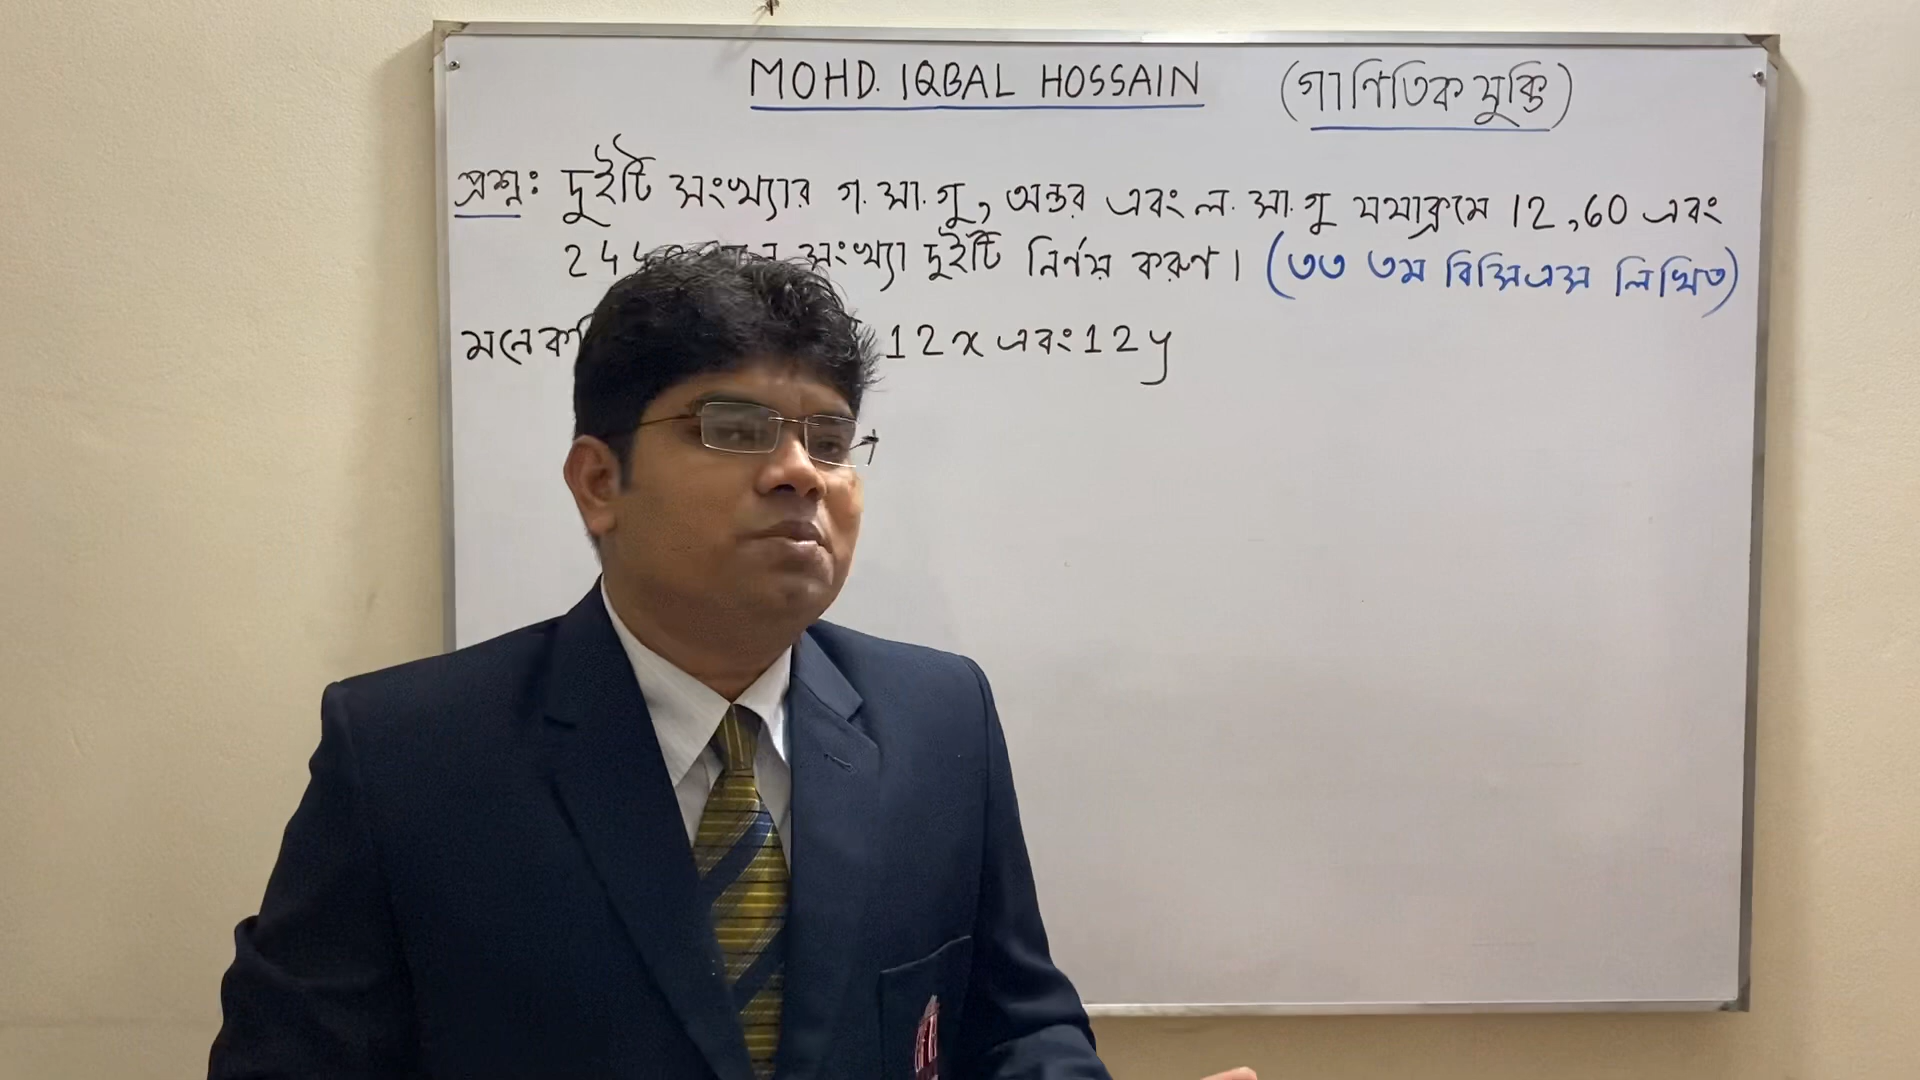 MOHD. IQBAL HOSSAIN (গাণিতিক যুক্তি)
প্রশ্ন: দুইটি সংখ্যার গ. সা. গু, অন্তর এবং ল. সা. গু যথাক্রমে 12, 60 এবং
244 সংখ্যা দুইটি নির্ণয় করুণ। (৩৩ তম বিসিএস লিখিত)
মনে 12x এবং 12y